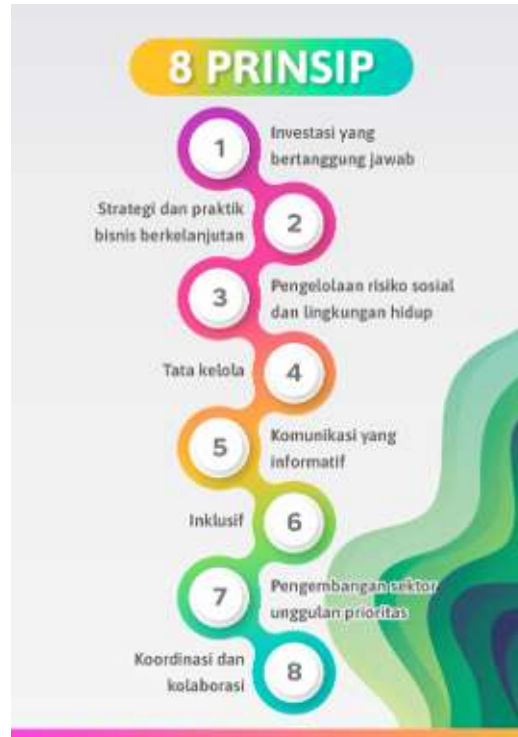 8 PRINSIP
1
Investasi yang
bertanggung jawab
Strategi dan praktik
bisnis berkelanjutan
2
3
Pengelolaan risiko sosial
dan lingkungan hidup
Tata kelola
4
5
Komunikasi yang
informatif
Inklusif
6
7
Pengembangan sektor
unggulan prioritas
Koordinasi dan
kolaborasi
8